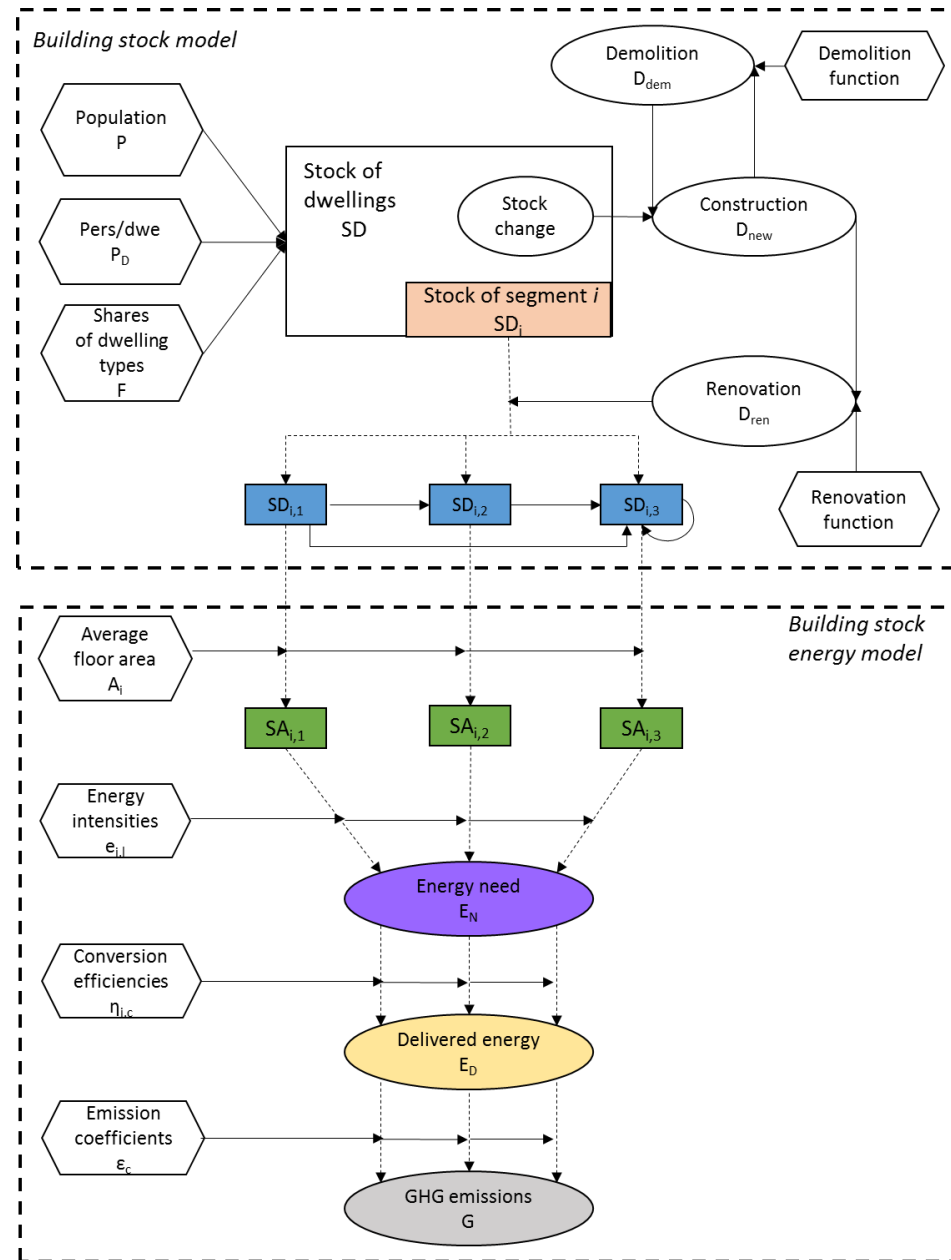 Building stock model
Demolition
D_dem
Demolition
function
Population
P
Stock of
dwellings
SD
Stock
change
Construction
D_new
Pers/dwe
P_D
Stock of segment i
SD_i
Shares
of dwelling
types
F
Renovation
D_ren
Renovation
function
SD_i,1
SD_i,2
SD_i,3
Building stock
energy model
Average
floor area
A_i
SA_i,1
SA_i,2
SA_i,3
Energy
intensities
e_i,l
Energy need
E_N
Conversion
efficiencies
η_i,c
Delivered energy
E_D
Emission
coefficients
ε_c
GHG emissions
G